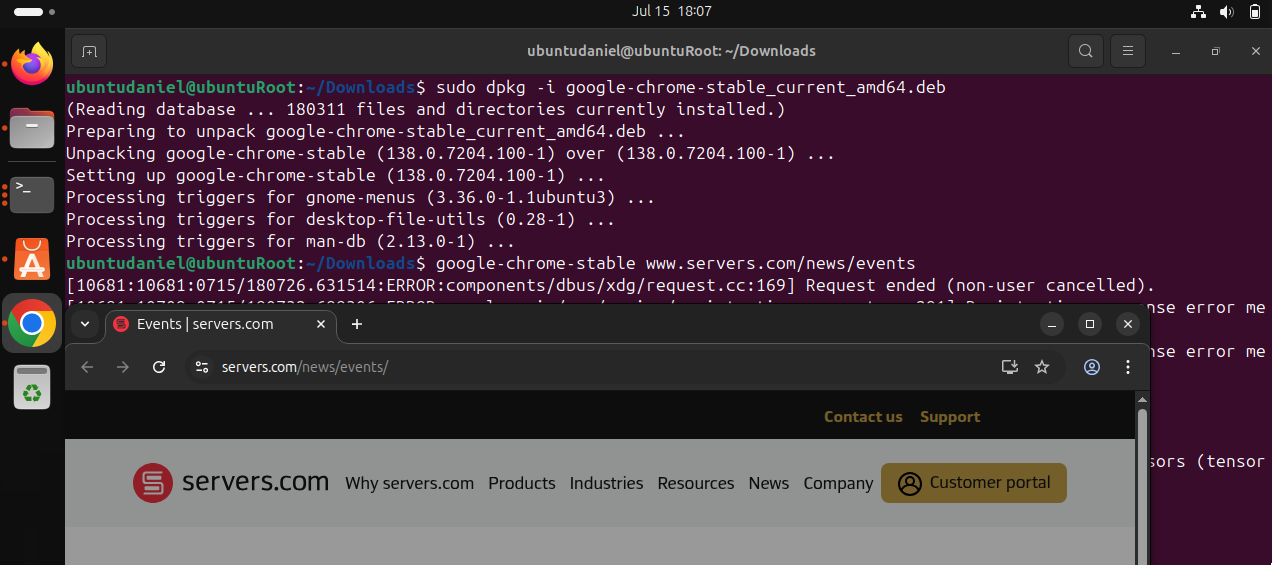 Jul 15 18:07
ubuntudaniel@ubuntuRoot: ~/Downloads
ubuntudaniel@ubuntuRoot:~/Downloads$ sudo dpkg -i google-chrome-stable_current_amd64.deb
(Reading database ... 180311 files and directories currently installed.)
Preparing to unpack google-chrome-stable_current_amd64.deb ...
Unpacking google-chrome-stable (138.0.7204.100-1) over (138.0.7204.100-1) ...
Setting up google-chrome-stable (138.0.7204.100-1) ...
Processing triggers for gnome-menus (3.36.0-1.1ubuntu3) ...
Processing triggers for desktop-file-utils (0.28-1) ...
Processing triggers for man-db (2.13.0-1) ...
ubuntudaniel@ubuntuRoot:~/Downloads$ google-chrome-stable www.servers.com/news/events
[10681:10681:0715/180726.631514:ERROR:components/dbus/xdg/request.cc:169] Request ended (non-user cancelled).
nse error me
Events | servers.com
nse error me
servers.com/news/events/
Contact us Support
sors (tensor
servers.com Why servers.com Products Industries Resources News Company Customer portal